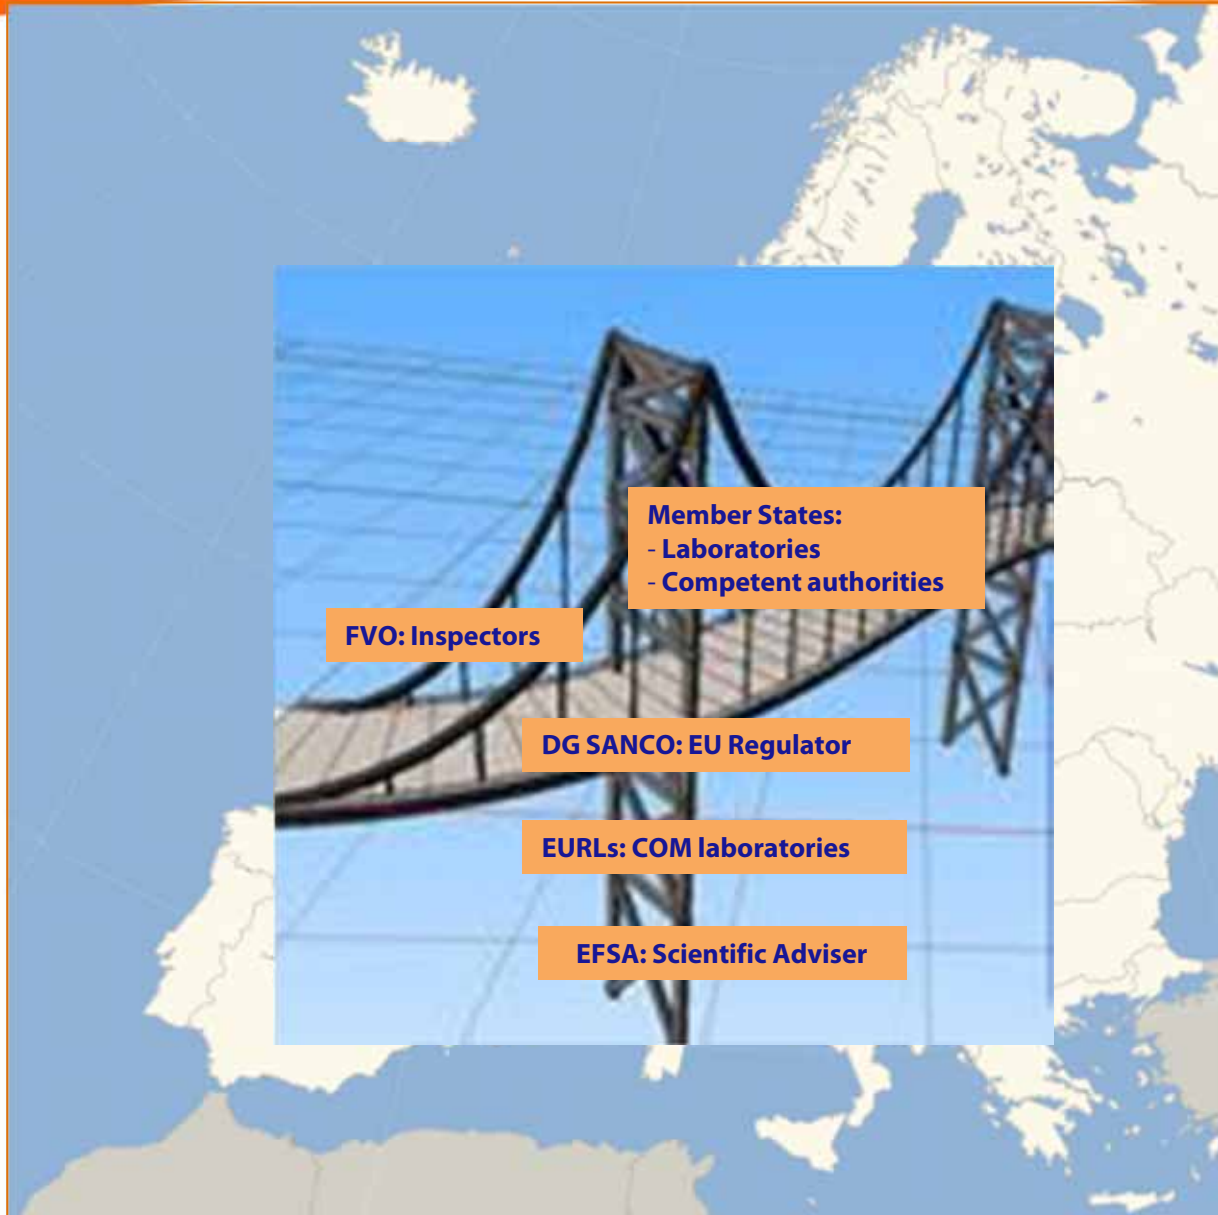 Member States:
- Laboratories
- Competent authorities
FVO: Inspectors
DG SANCO: EU Regulator
EURLs: COM laboratories
EFSA: Scientific Adviser